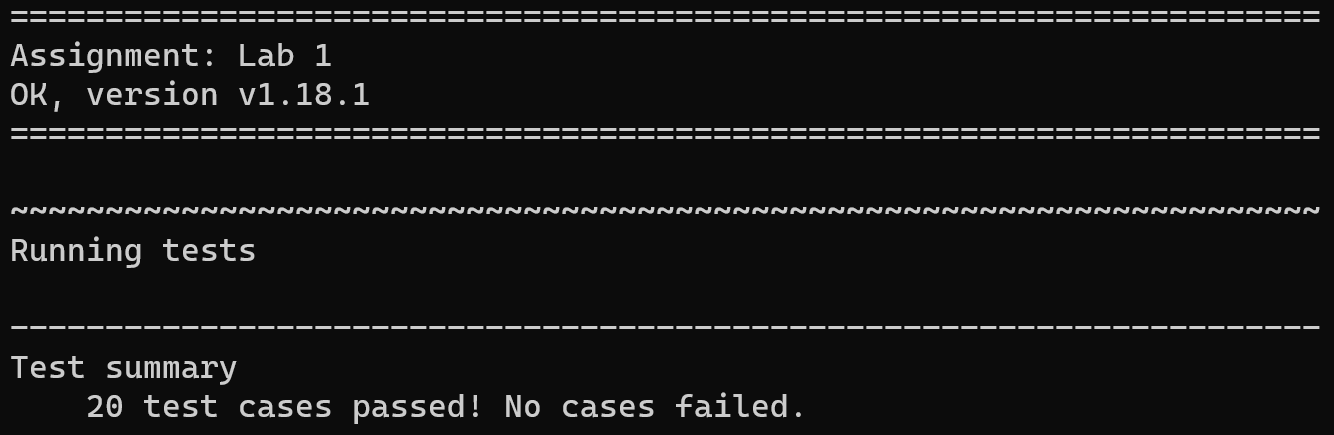 =====================================================================
Assignment: Lab 1
OK, version v1.18.1
=====================================================================

~~~~~~~~~~~~~~~~~~~~~~~~~~~~~~~~~~~~~~~~~~~~~~~~~~~~~~~~~~~~~~~~~~~~~
Running tests

---------------------------------------------------------------------
Test summary
    20 test cases passed! No cases failed.